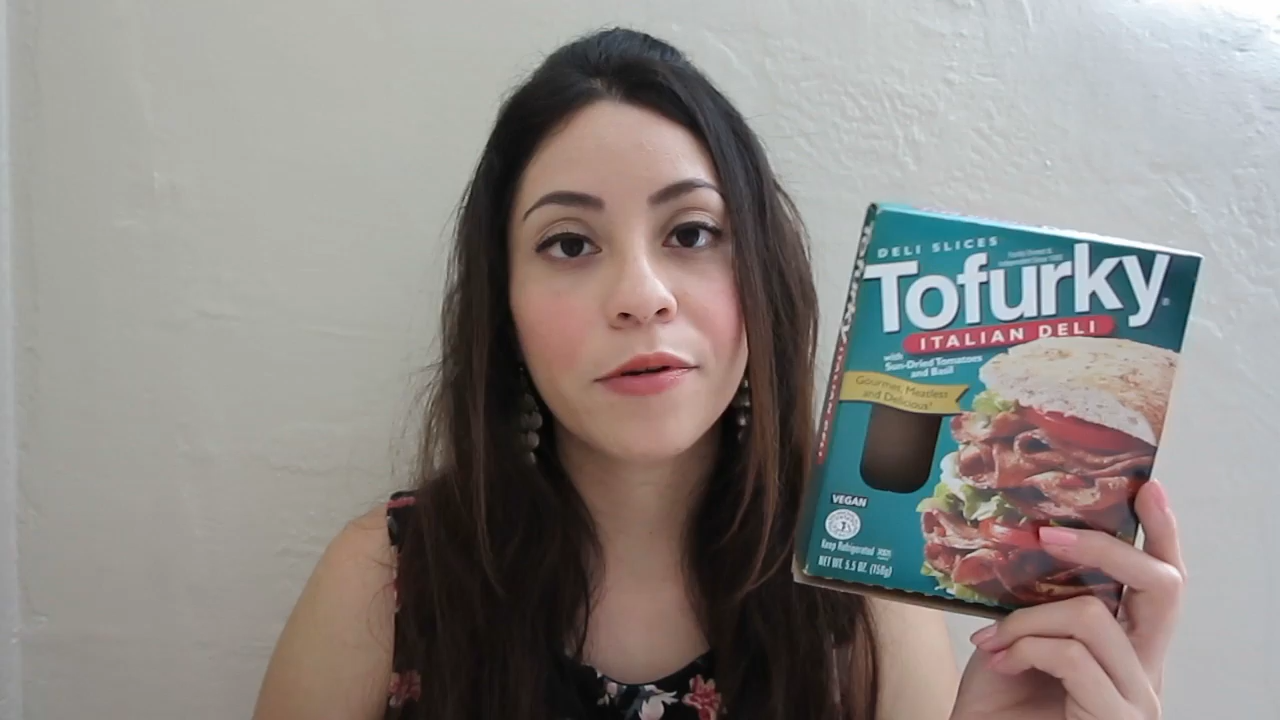 DELI SLICES
Tofurky®
ITALIAN DELI
with
Sun-Dried Tomatoes
and Basil
Gourmet, Meatless
and Delicious!
VEGAN
Keep Refrigerated
NET WT. 5.5 OZ. (156g)